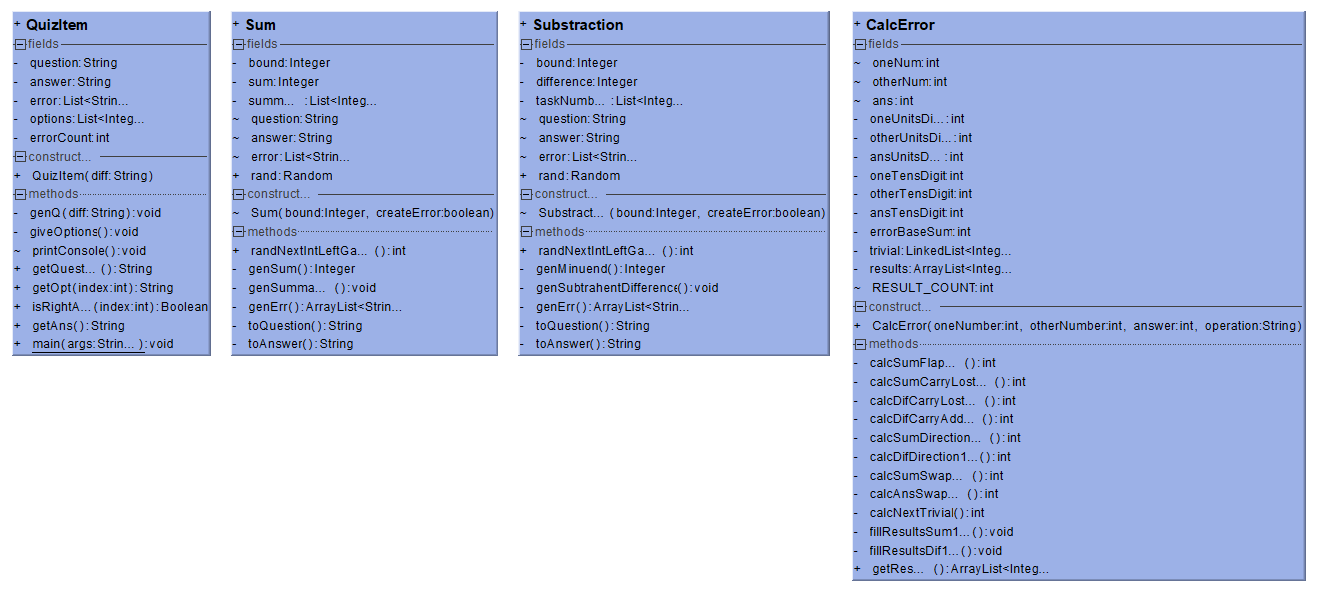 + QuizItem
fields
- question:String
- answer:String
- error:List<Strin...
- options:List<Integ...
- errorCount:int
construct...
+ QuizItem(diff:String)
methods
- genQ(diff:String):void
- giveOptions():void
~ printConsole():void
+ getQuest... ():String
+ getOpt(index:int):String
+ isRightA... (index:int):Boolean
+ getAns():String
+ main(args:Strin... ):void
+ Sum
fields
- bound:Integer
- sum:Integer
- summ... :List<Integ...
~ question:String
~ answer:String
~ error:List<Strin...
+ rand:Random
construct...
~ Sum(bound:Integer, createError:boolean)
methods
+ randNextIntLeftGa... ():int
- genSum():Integer
- genSumma... ():void
- genErr():ArrayList<Strin...
- toQuestion():String
- toAnswer():String
+ Substraction
fields
- bound:Integer
- difference:Integer
- taskNumb... :List<Integ...
~ question:String
~ answer:String
~ error:List<Strin...
+ rand:Random
construct...
~ Substract... (bound:Integer, createError:boolean)
methods
+ randNextIntLeftGa... ():int
- genMinuend():Integer
- genSubtrahentDifference():void
- genErr():ArrayList<Strin...
- toQuestion():String
- toAnswer():String
+ CalcError
fields
~ oneNum:int
~ otherNum:int
~ ans:int
- oneUnitsDi... :int
- otherUnitsDi... :int
- ansUnitsD... :int
- oneTensDigit:int
- otherTensDigit:int
- ansTensDigit:int
- errorBaseSum:int
- trivial:LinkedList<Integ...
- results:ArrayList<Integ...
~ RESULT_COUNT:int
construct...
+ CalcError(oneNumber:int, otherNumber:int, answer:int, operation:String)
methods
- calcSumFlap... ():int
- calcSumCarryLost... ():int
- calcDifCarryLost... ():int
- calcDifCarryAdd... ():int
- calcSumDirection... ():int
- calcDifDirection1...():int
- calcSumSwap... ():int
- calcAnsSwap... ():int
- calcNextTrivial():int
- fillResultsSum1...():void
- fillResultsDif1...():void
+ getRes... ():ArrayList<Integ...